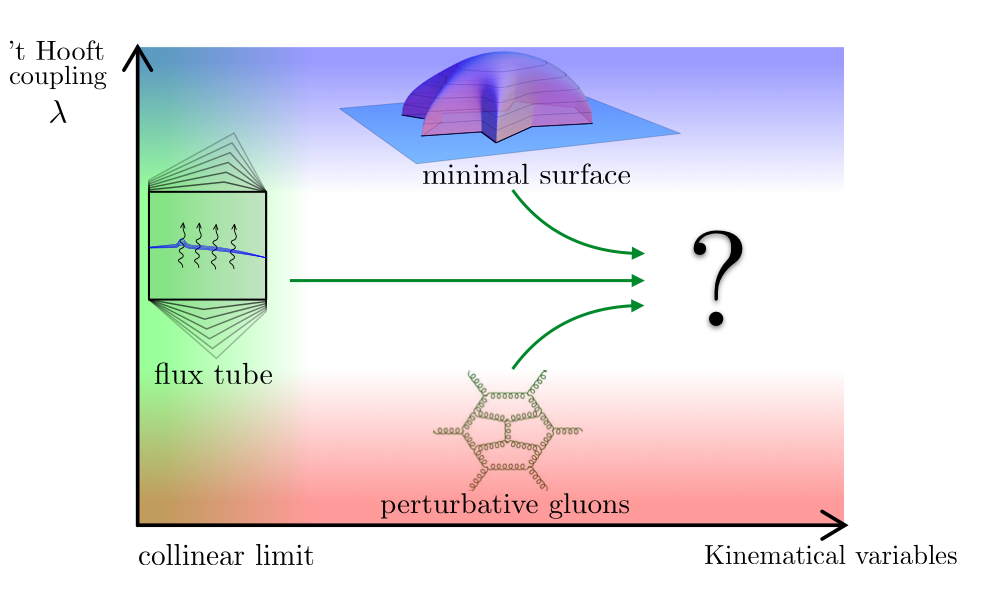 't Hooft
coupling
λ
minimal surface
?
flux tube
perturbative gluons
collinear limit
Kinematical variables